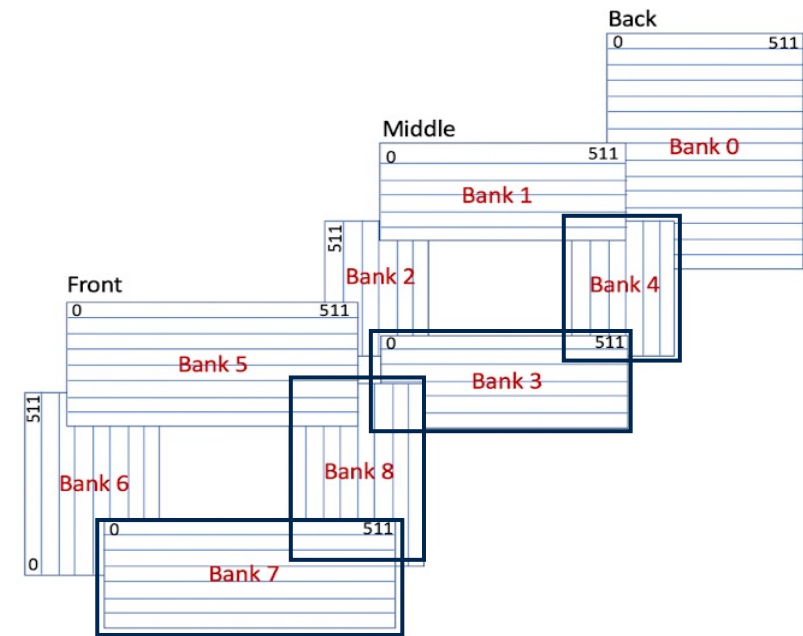 Back
0 511
Bank 0
Middle
0 511
Bank 1
511
Bank 2
Bank 4
Front
0 511
Bank 5
0 511
Bank 3
511
Bank 6
0
Bank 8
0 511
Bank 7